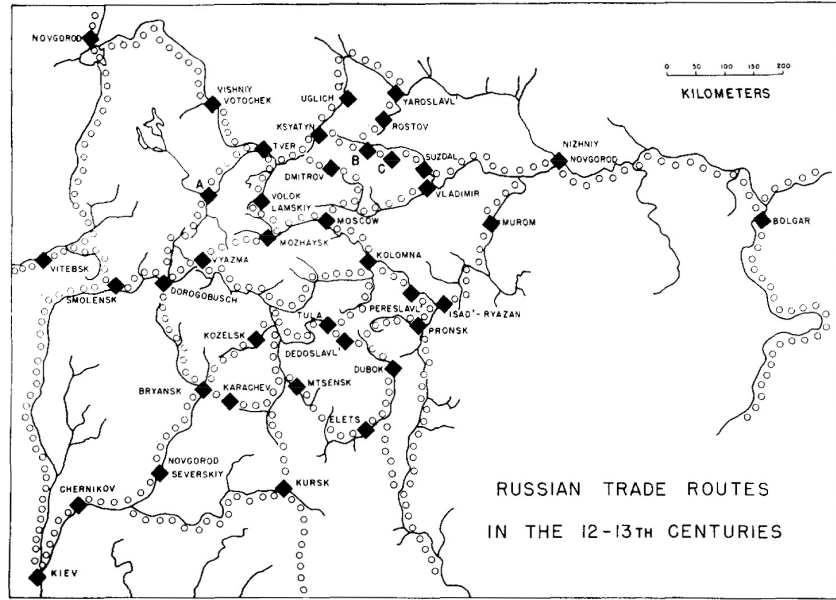 NOVGOROD
VISHNIY
VOTOCHEK
UGLICH
YAROSLAVL'
0 50 100 150 200
KILOMETERS
KSYATYN
ROSTOV
TVER
NIZHNIY
NOVGOROD
B
C
SUZDAL
DMITROV
A
VOLOK
LAMSKIY
VLADIMIR
MOSCOW
MUROM
BOLGAR
MOZHAYSK
VITEBSK
VYAZMA
KOLOMNA
SMOLENSK
DOROGOBUSCH
PERESLAVL'
ISAD'-RYAZAN
TULA
PRONSK
KOZELSK
DEDOSLAVL'
DUBOK
BRYANSK
KARACHEV
MTSENSK
ELETS
NOVGOROD
SEVERSKIY
CHERNIKOV
KURSK
RUSSIAN TRADE ROUTES
IN THE 12-13TH CENTURIES
KIEV